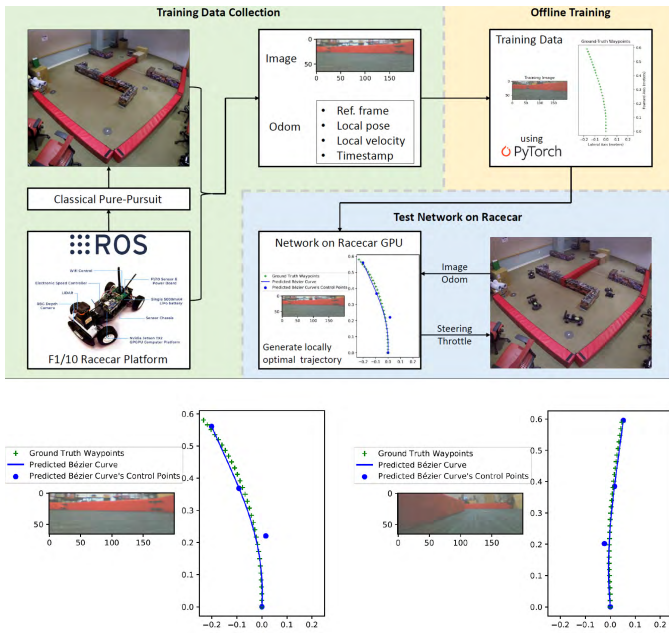 Training Data Collection
Offline Training
Image
0
50
0 50 100 150
Odom
• Ref. frame
• Local pose
• Local velocity
• Timestamp
Training Data
Ground Truth Waypoints
Training Image
using
PyTorch
Classical Pure-Pursuit
ROS
F1/10 Racecar Platform
Test Network on Racecar
Network on Racecar GPU
Ground Truth Waypoints
Predicted Bézier Curve
Predicted Bézier Curve's Control Points
Generate locally
optimal trajectory
Image
Odom
Steering
Throttle
Ground Truth Waypoints
Predicted Bézier Curve
Predicted Bézier Curve's Control Points
0
50
0 50 100 150
0.6
0.5
0.4
0.3
0.2
0.1
0.0
−0.2 −0.1 0.0 0.1 0.2
Ground Truth Waypoints
Predicted Bézier Curve
Predicted Bézier Curve's Control Points
0
50
0 50 100 150
0.6
0.5
0.4
0.3
0.2
0.1
0.0
−0.2 −0.1 0.0 0.1 0.2